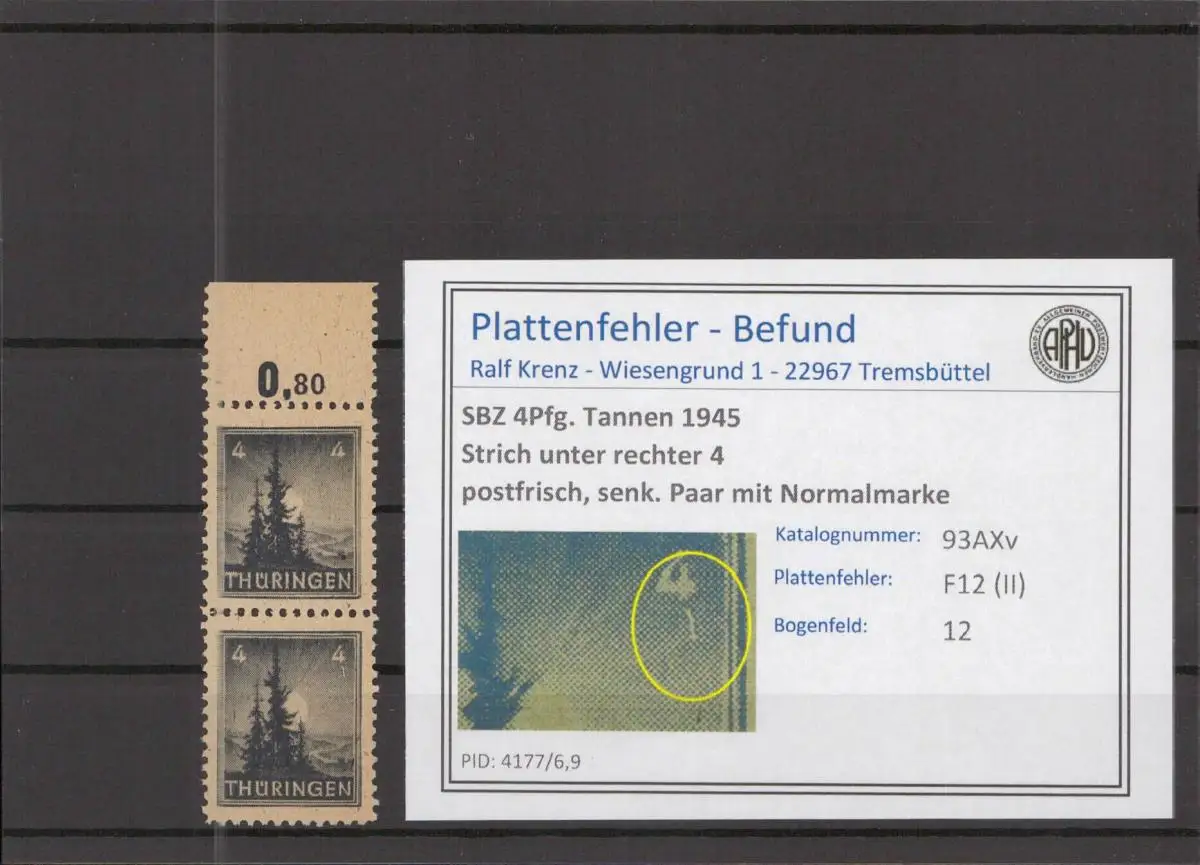 0,80
4 4
THÜRINGEN
4 4
THÜRINGEN
Plattenfehler - Befund
Ralf Krenz - Wiesengrund 1 - 22967 Tremsbüttel
APHV
SBZ 4Pfg. Tannen 1945
Strich unter rechter 4
postfrisch, senk. Paar mit Normalmarke
4
Katalognummer: 93AXv
Plattenfehler: F12 (II)
Bogenfeld: 12
PID: 4177/6,9